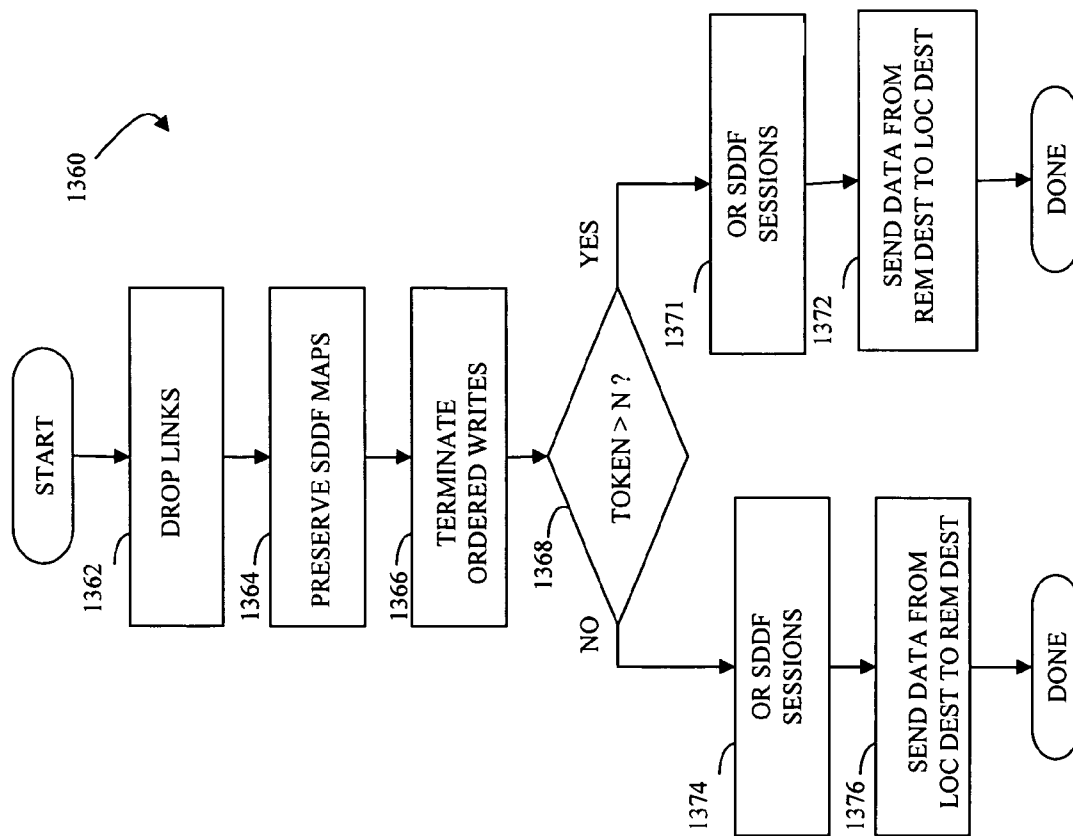 1360
START
1362
DROP LINKS
1364
PRESERVE SDDF MAPS
1366
TERMINATE
ORDERED WRITES
1368
TOKEN > N ?
NO
YES
1374
OR SDDF
SESSIONS
1376
SEND DATA FROM
LOC DEST TO REM DEST
DONE
1371
OR SDDF
SESSIONS
1372
SEND DATA FROM
REM DEST TO LOC DEST
DONE